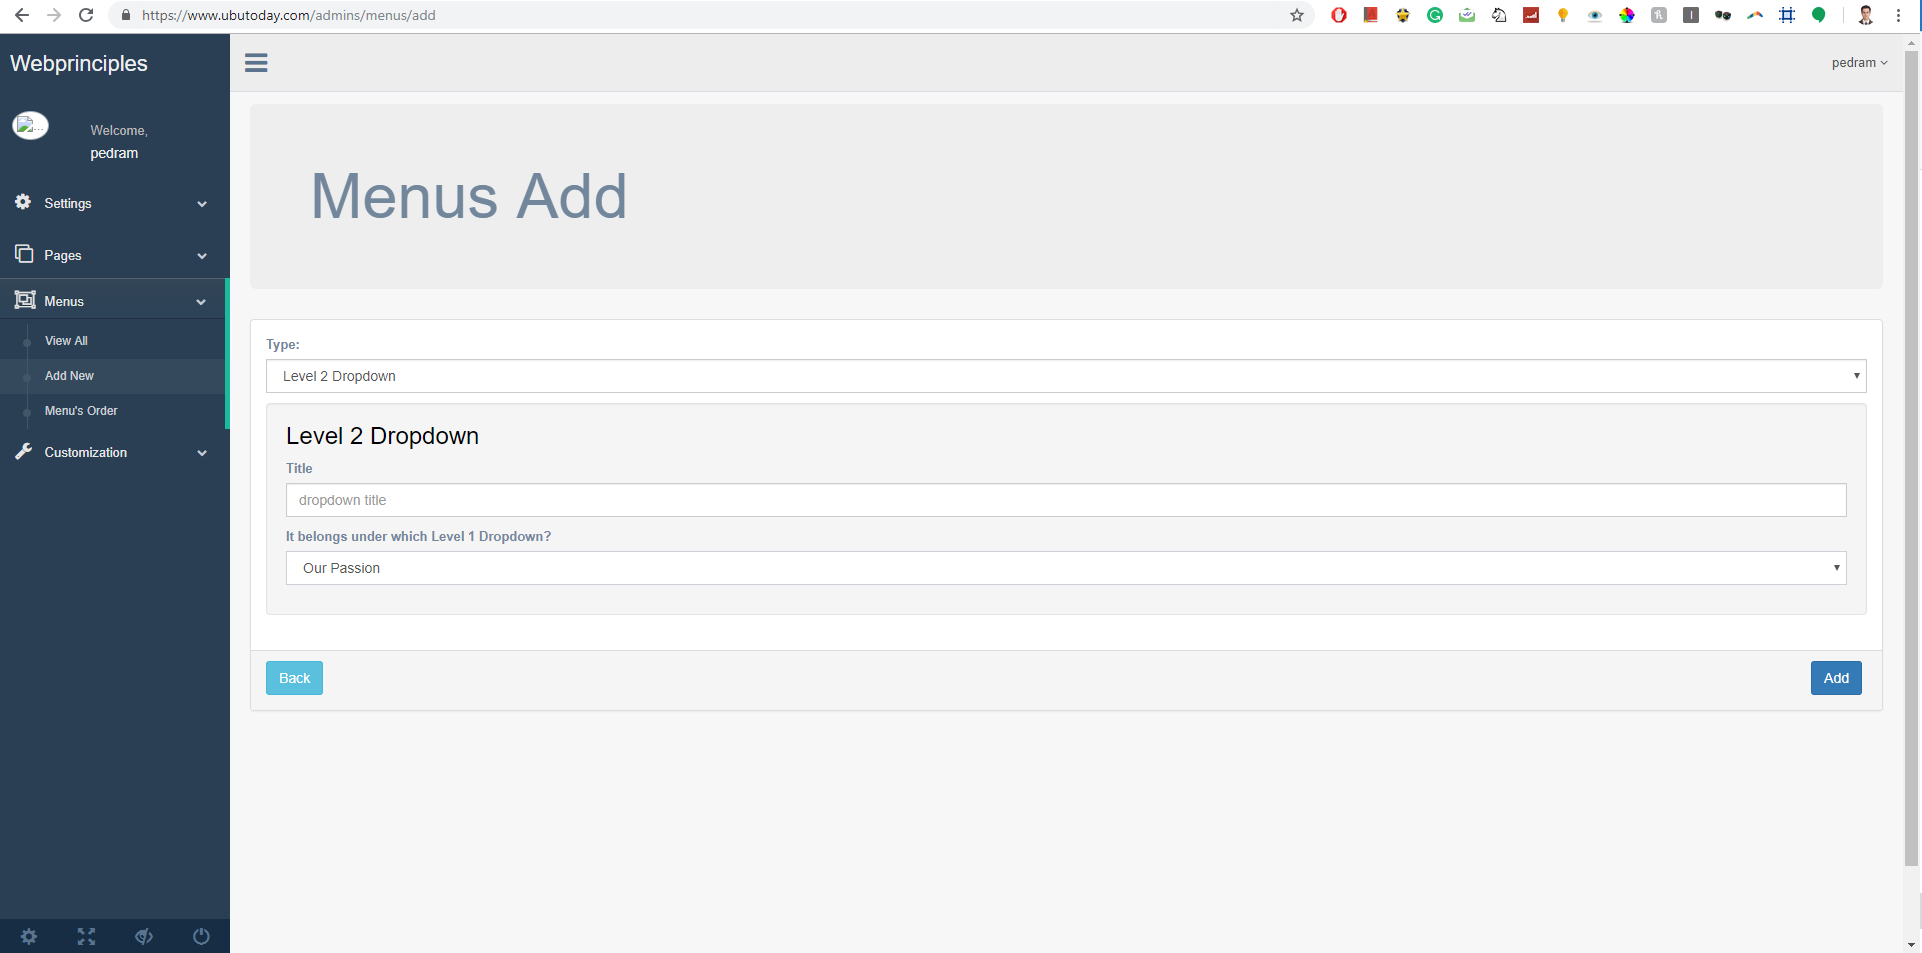 https://www.ubutoday.com/admins/menus/add
Webprinciples
pedram
Welcome,
pedram
Settings
Pages
Menus
View All
Add New
Menu's Order
Customization
Menus Add
Type:
Level 2 Dropdown
Level 2 Dropdown
Title
dropdown title
It belongs under which Level 1 Dropdown?
Our Passion
Back
Add